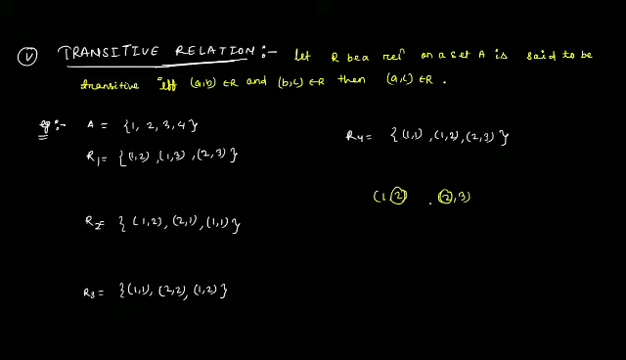 (V) TRANSITIVE RELATION :- let R be a relⁿ on a set A is said to be
transitive iff (a,b) ∈ R and (b,c) ∈ R then (a,c) ∈ R.
eg:- A = {1, 2, 3, 4}
R₁ = {(1,2), (1,3), (2,3)}
R₄ = {(1,1), (1,2), (2,3)}
(1,2) . (2,3)
R₂ = {(1,2), (2,1), (1,1)}
R₃ = {(1,1), (2,2), (1,2)}